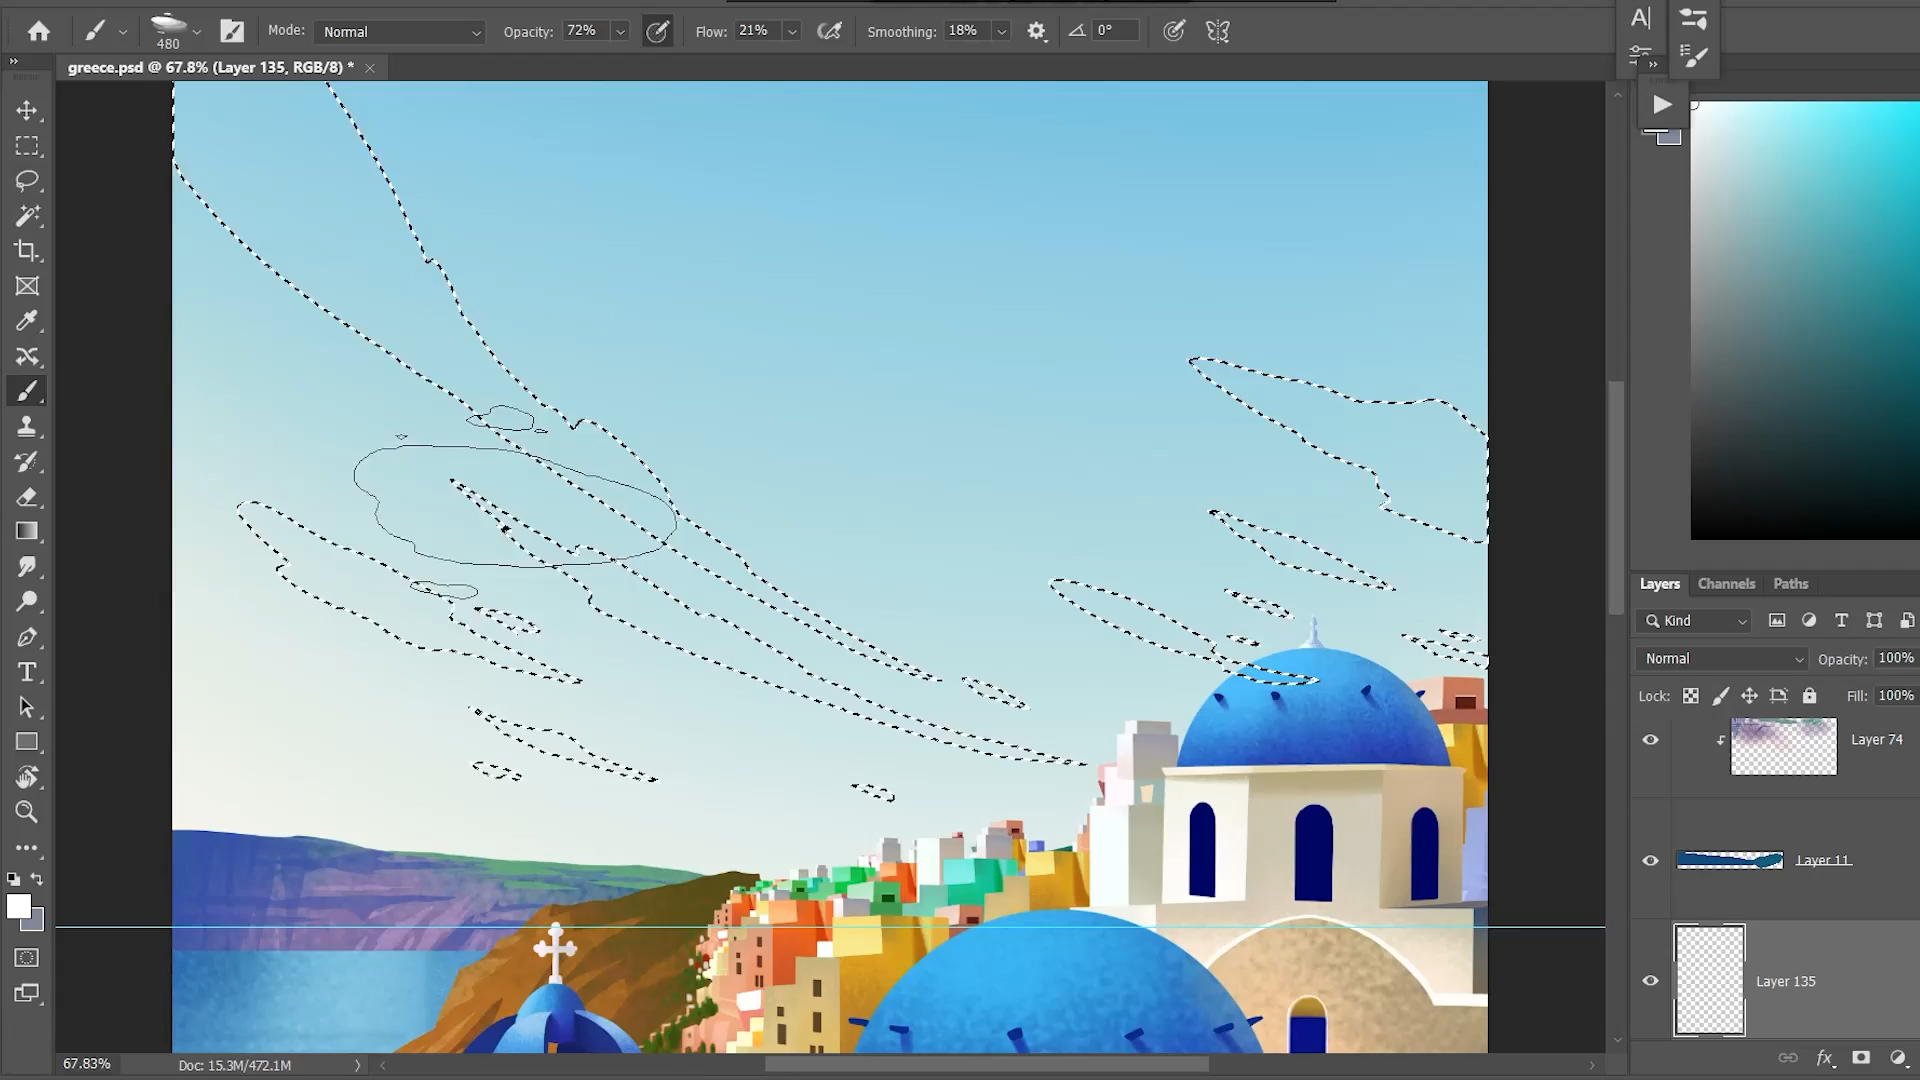 480
Mode: Normal
Opacity: 72%
Flow: 21%
Smoothing: 18%
0°
A
greece.psd @ 67.8% (Layer 135, RGB/8) *
Layers Channels Paths
Kind
T
Normal
Opacity: 100%
Lock:
Fill: 100%
Layer 74
Layer 11
Layer 135
T
67.83%
Doc: 15.3M/472.1M
fx